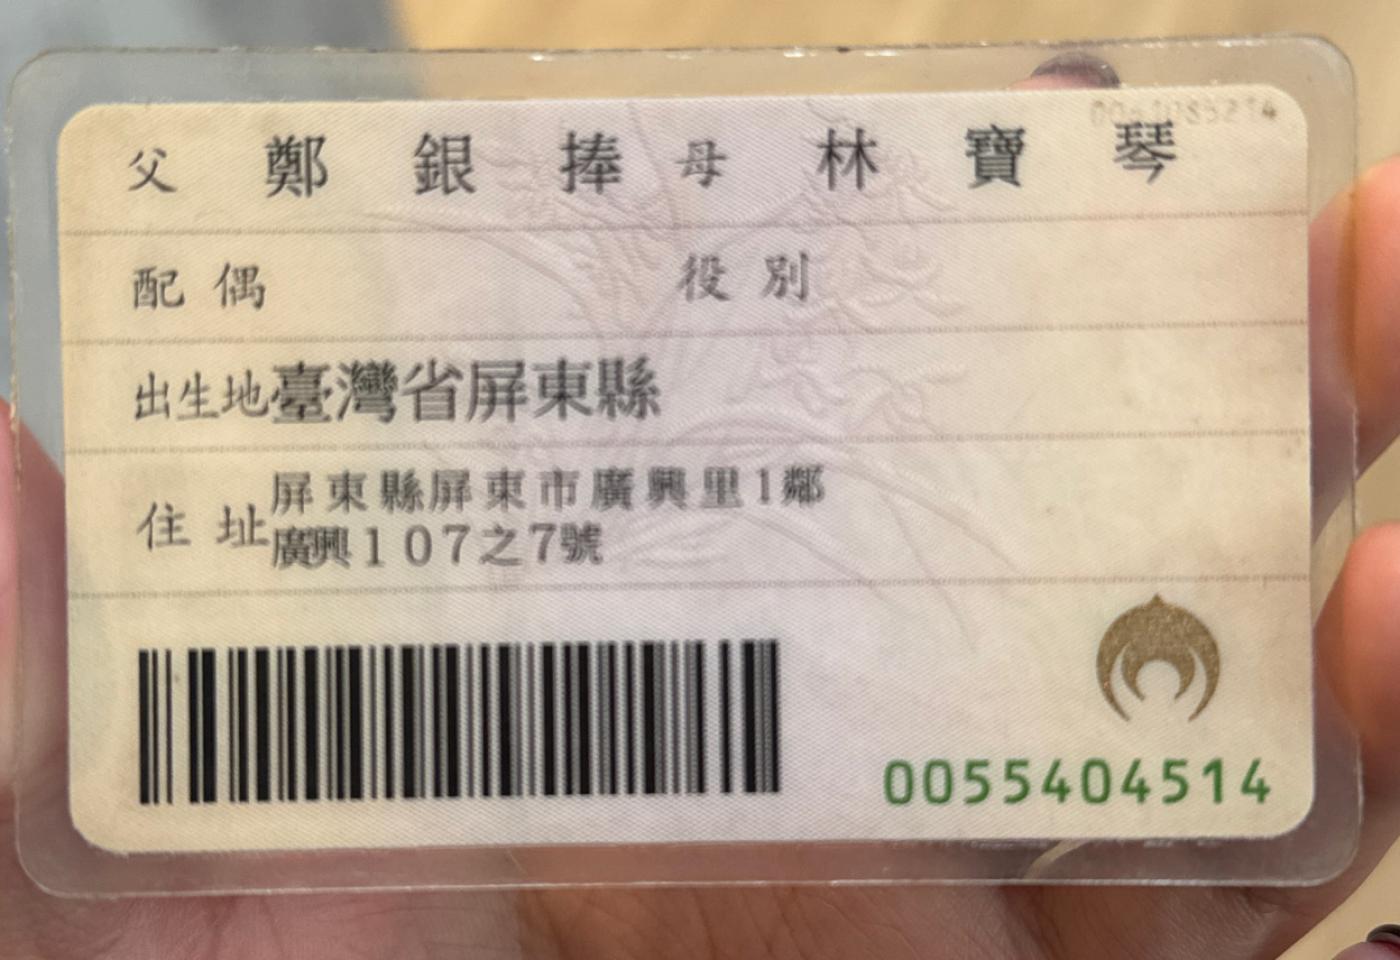 父 鄭銀捧 母 林寶琴
配偶 役別
出生地 臺灣省屏東縣
住址 屏東縣屏東市廣興里1鄰
廣興107之7號
0055404514